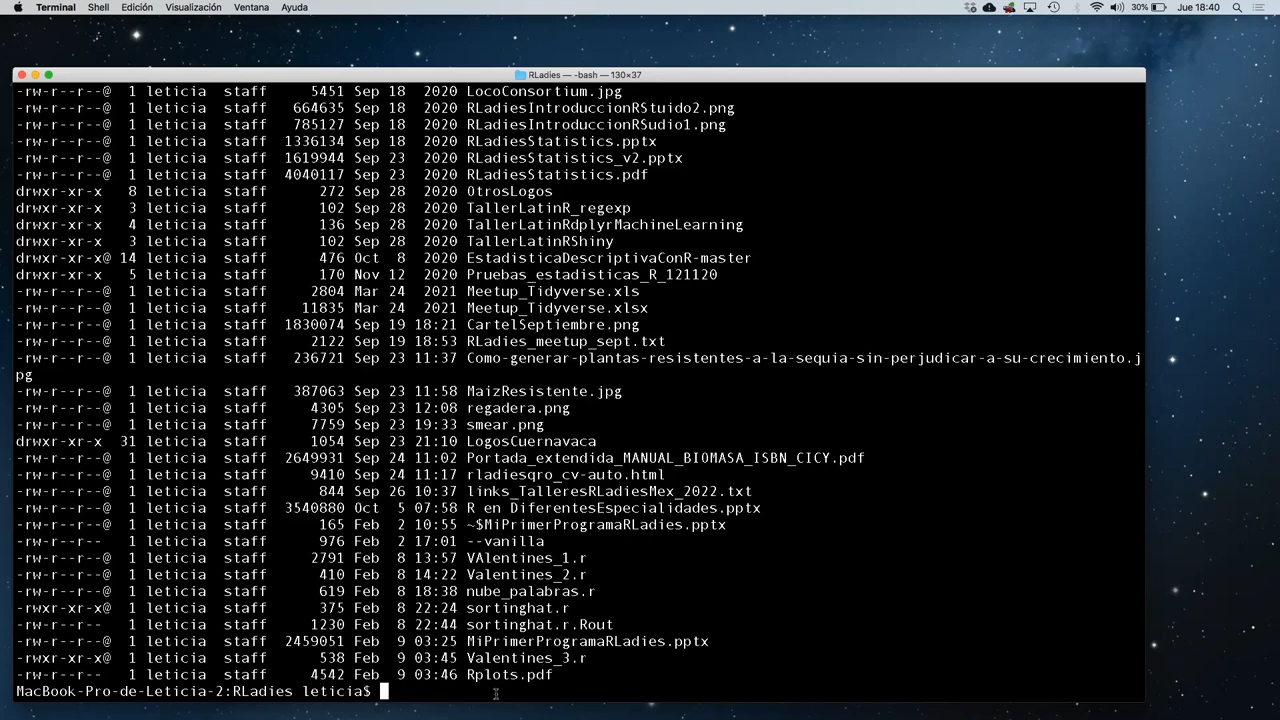 Terminal Shell Edición Visualización Ventana Ayuda 30% Jue 18:40
RLadies — -bash — 130×37
-rw-r--r--@ 1 leticia staff 5451 Sep 18 2020 LocoConsortium.jpg
-rw-r--r--@ 1 leticia staff 664635 Sep 18 2020 RLadiesIntroduccionRStuido2.png
-rw-r--r--@ 1 leticia staff 785127 Sep 18 2020 RLadiesIntroduccionRSudio1.png
-rw-r--r--@ 1 leticia staff 1336134 Sep 18 2020 RLadiesStatistics.pptx
-rw-r--r--@ 1 leticia staff 1619944 Sep 23 2020 RLadiesStatistics_v2.pptx
-rw-r--r--@ 1 leticia staff 4040117 Sep 23 2020 RLadiesStatistics.pdf
drwxr-xr-x 8 leticia staff 272 Sep 28 2020 OtrosLogos
drwxr-xr-x 3 leticia staff 102 Sep 28 2020 TallerLatinR_regexp
drwxr-xr-x 4 leticia staff 136 Sep 28 2020 TallerLatinRdplyrMachineLearning
drwxr-xr-x 3 leticia staff 102 Sep 28 2020 TallerLatinRShiny
drwxr-xr-x@ 14 leticia staff 476 Oct 8 2020 EstadisticaDescriptivaConR-master
drwxr-xr-x 5 leticia staff 170 Nov 12 2020 Pruebas_estadisticas_R_121120
-rw-r--r--@ 1 leticia staff 2804 Mar 24 2021 Meetup_Tidyverse.xls
-rw-r--r--@ 1 leticia staff 11835 Mar 24 2021 Meetup_Tidyverse.xlsx
-rw-r--r--@ 1 leticia staff 1830074 Sep 19 18:21 CartelSeptiembre.png
-rw-r--r--@ 1 leticia staff 2122 Sep 19 18:53 RLadies_meetup_sept.txt
-rw-r--r--@ 1 leticia staff 236721 Sep 23 11:37 Como-generar-plantas-resistentes-a-la-sequia-sin-perjudicar-a-su-crecimiento.j
pg
-rw-r--r--@ 1 leticia staff 387063 Sep 23 11:58 MaizResistente.jpg
-rw-r--r--@ 1 leticia staff 4305 Sep 23 12:08 regadera.png
-rw-r--r--@ 1 leticia staff 7759 Sep 23 19:33 smear.png
drwxr-xr-x 31 leticia staff 1054 Sep 23 21:10 LogosCuernavaca
-rw-r--r--@ 1 leticia staff 2649931 Sep 24 11:02 Portada_extendida_MANUAL_BIOMASA_ISBN_CICY.pdf
-rw-r--r--@ 1 leticia staff 9410 Sep 24 11:17 rladiesqro_cv-auto.html
-rw-r--r--@ 1 leticia staff 844 Sep 26 10:37 links_TalleresRLadiesMex_2022.txt
-rw-r--r--@ 1 leticia staff 3540880 Oct 5 07:58 R en DiferentesEspecialidades.pptx
-rw-r--r--@ 1 leticia staff 165 Feb 2 10:55 ~$MiPrimerProgramaRLadies.pptx
-rw-r--r-- 1 leticia staff 976 Feb 2 17:01 --vanilla
-rw-r--r--@ 1 leticia staff 2791 Feb 8 13:57 VAlentines_1.r
-rw-r--r--@ 1 leticia staff 410 Feb 8 14:22 Valentines_2.r
-rw-r--r--@ 1 leticia staff 619 Feb 8 18:38 nube_palabras.r
-rwxr-xr-x@ 1 leticia staff 375 Feb 8 22:24 sortinghat.r
-rw-r--r-- 1 leticia staff 1230 Feb 8 22:44 sortinghat.r.Rout
-rw-r--r--@ 1 leticia staff 2459051 Feb 9 03:25 MiPrimerProgramaRLadies.pptx
-rwxr-xr-x@ 1 leticia staff 538 Feb 9 03:45 Valentines_3.r
-rw-r--r-- 1 leticia staff 4542 Feb 9 03:46 Rplots.pdf
MacBook-Pro-de-Leticia-2:RLadies leticia$